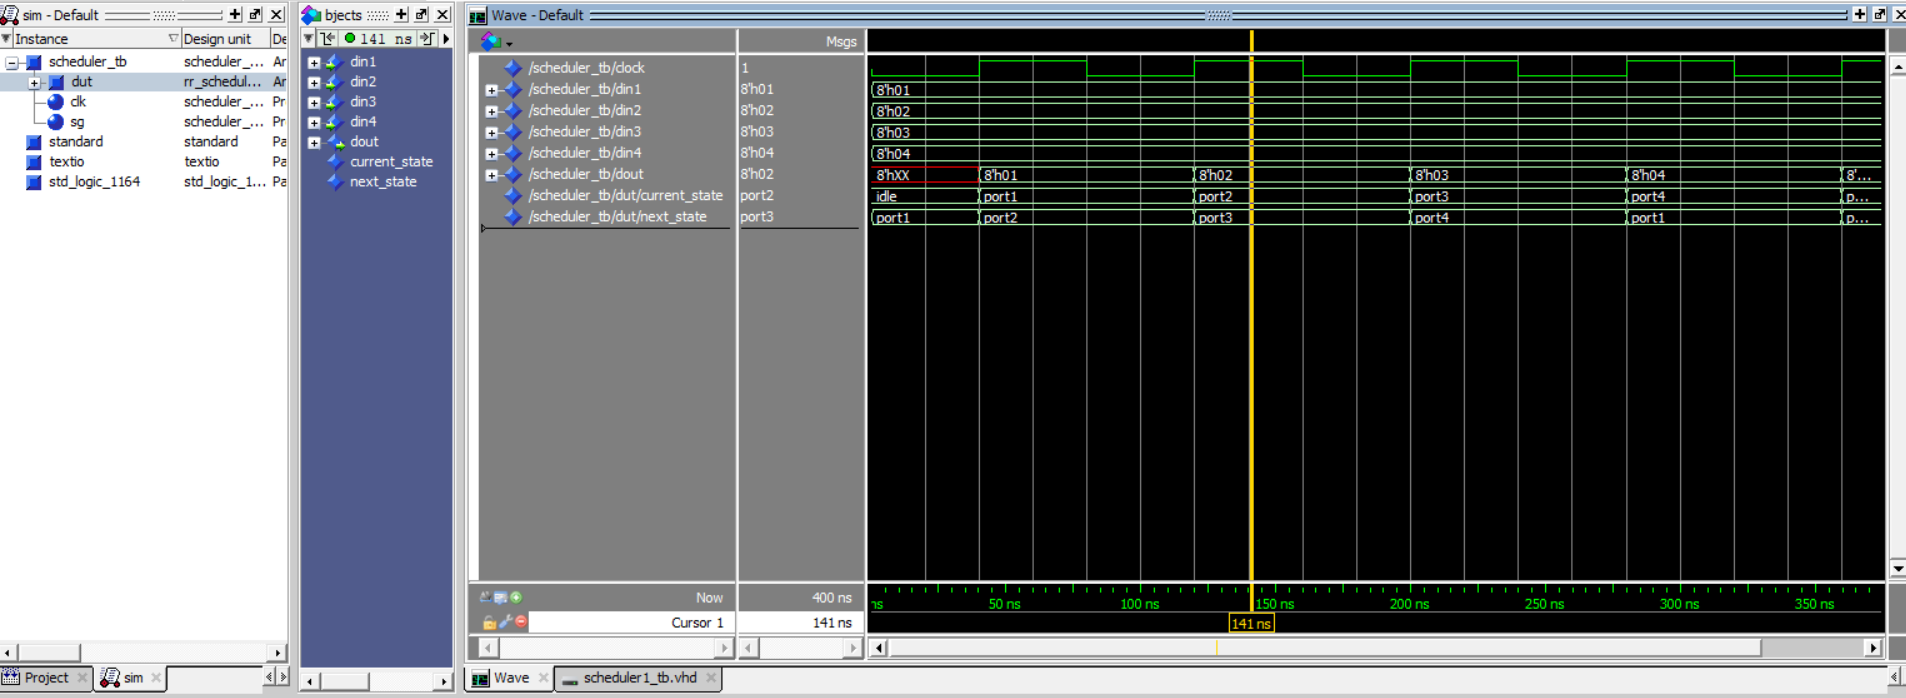 sim - Default
Instance Design unit De
scheduler_tb scheduler_... Ar
dut rr_schedul... Ar
clk scheduler_... Pr
sg scheduler_... Pr
standard standard Pa
textio textio Pa
std_logic_1164 std_logic_1... Pa
Project
sim
bjects
141 ns
din1
din2
din3
din4
dout
current_state
next_state
Wave - Default
Msgs
/scheduler_tb/clock 1
/scheduler_tb/din1 8'h01 8'h01
/scheduler_tb/din2 8'h02 8'h02
/scheduler_tb/din3 8'h03 8'h03
/scheduler_tb/din4 8'h04 8'h04
/scheduler_tb/dout 8'h02 8'hXX 8'h01 8'h02 8'h03 8'h04 8'...
/scheduler_tb/dut/current_state port2 idle port1 port2 port3 port4 p...
/scheduler_tb/dut/next_state port3 port1 port2 port3 port4 port1 p...
Now 400 ns ns 50 ns 100 ns 150 ns 200 ns 250 ns 300 ns 350 ns
Cursor 1 141 ns 141 ns
Wave
scheduler1_tb.vhd